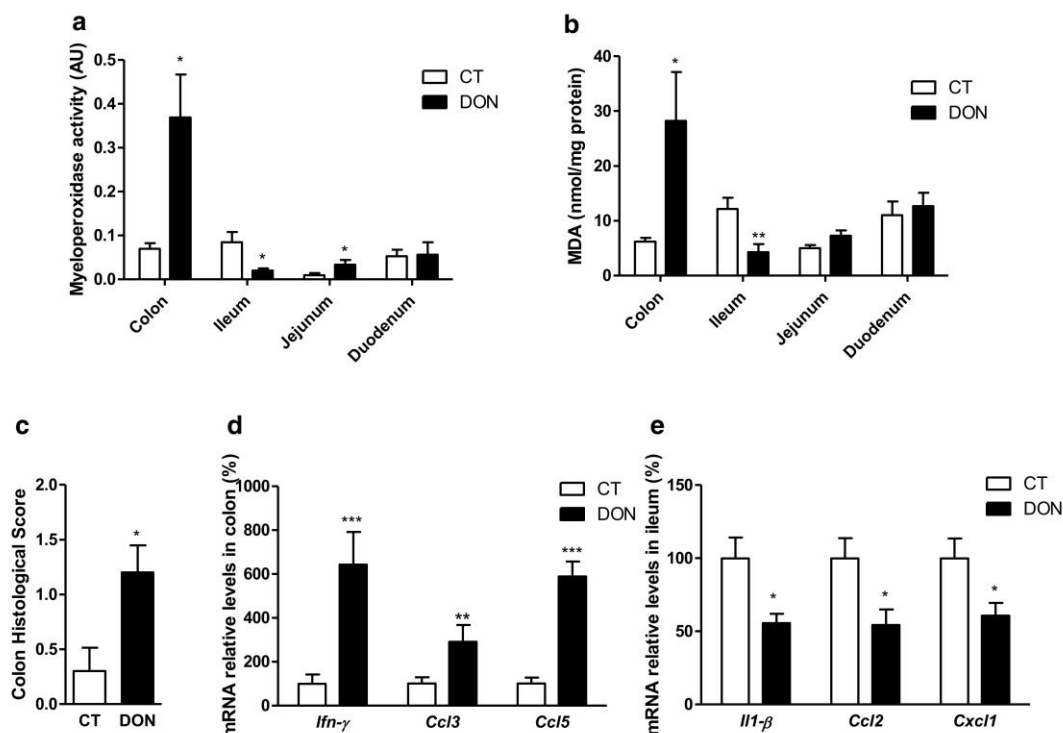 a
Myeloperoxidase activity (AU)
0.5
0.4
0.3
0.2
0.1
0.0
*
*
*
CT
DON
Colon
Ileum
Jejunum
Duodenum
b
MDA (nmol/mg protein)
40
30
20
10
0
*
**
CT
DON
Colon
Ileum
Jejunum
Duodenum
c
Colon Histological Score
2.0
1.5
1.0
0.5
0.0
*
CT DON
d
mRNA relative levels in colon (%)
1000
800
600
400
200
0
***
**
***
CT
DON
Ifn-γ Ccl3 Ccl5
e
mRNA relative levels in ileum (%)
150
100
50
0
*
*
*
CT
DON
Il1-β Ccl2 Cxcl1